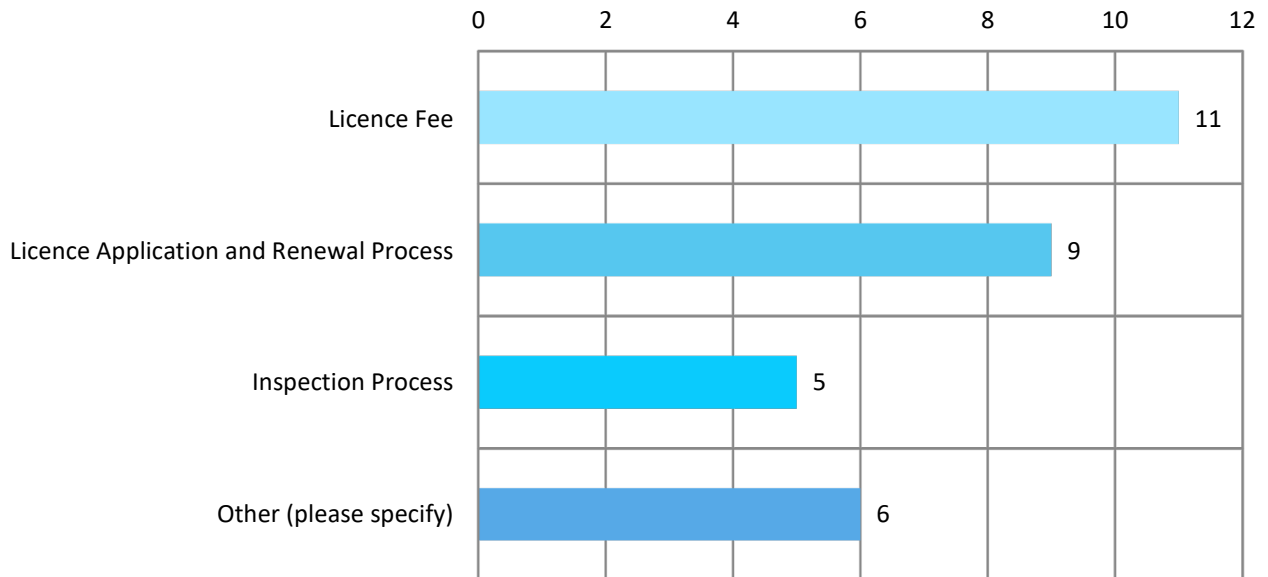 0 2 4 6 8 10 12
Licence Fee 11
Licence Application and Renewal Process 9
Inspection Process 5
Other (please specify) 6